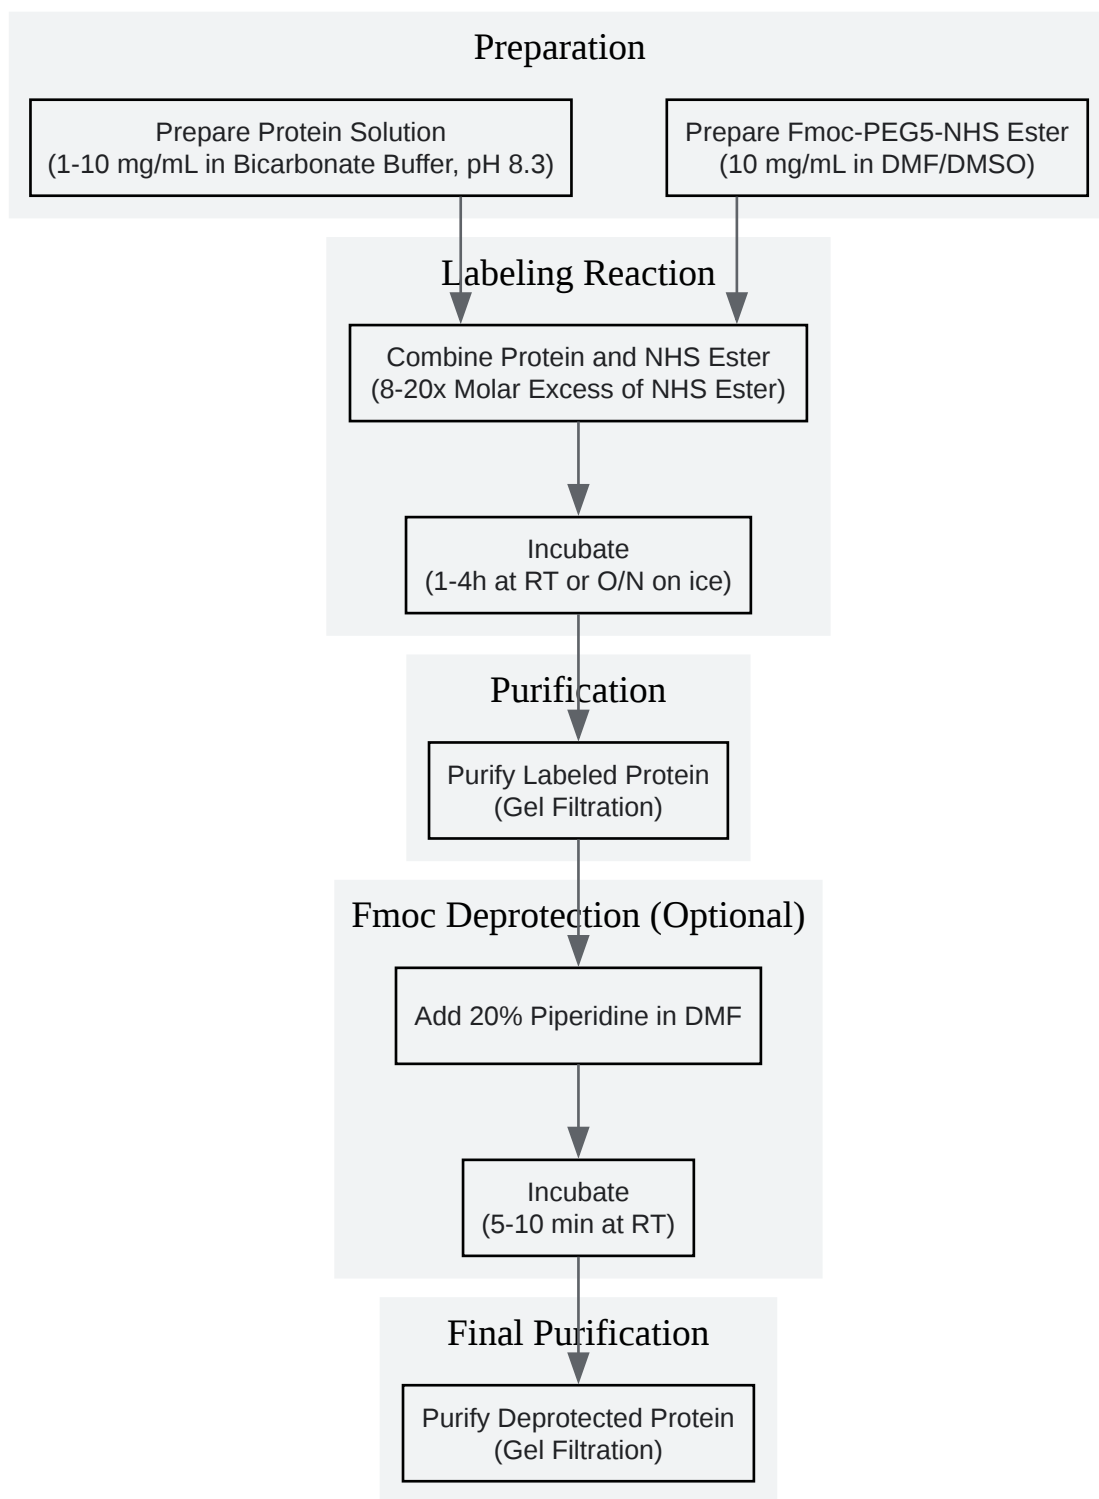 Preparation
Prepare Protein Solution
(1-10 mg/mL in Bicarbonate Buffer, pH 8.3)
Prepare Fmoc-PEG5-NHS Ester
(10 mg/mL in DMF/DMSO)
Labeling Reaction
Combine Protein and NHS Ester
(8-20x Molar Excess of NHS Ester)
Incubate
(1-4h at RT or O/N on ice)
Purification
Purify Labeled Protein
(Gel Filtration)
Fmoc Deprotection (Optional)
Add 20% Piperidine in DMF
Incubate
(5-10 min at RT)
Final Purification
Purify Deprotected Protein
(Gel Filtration)